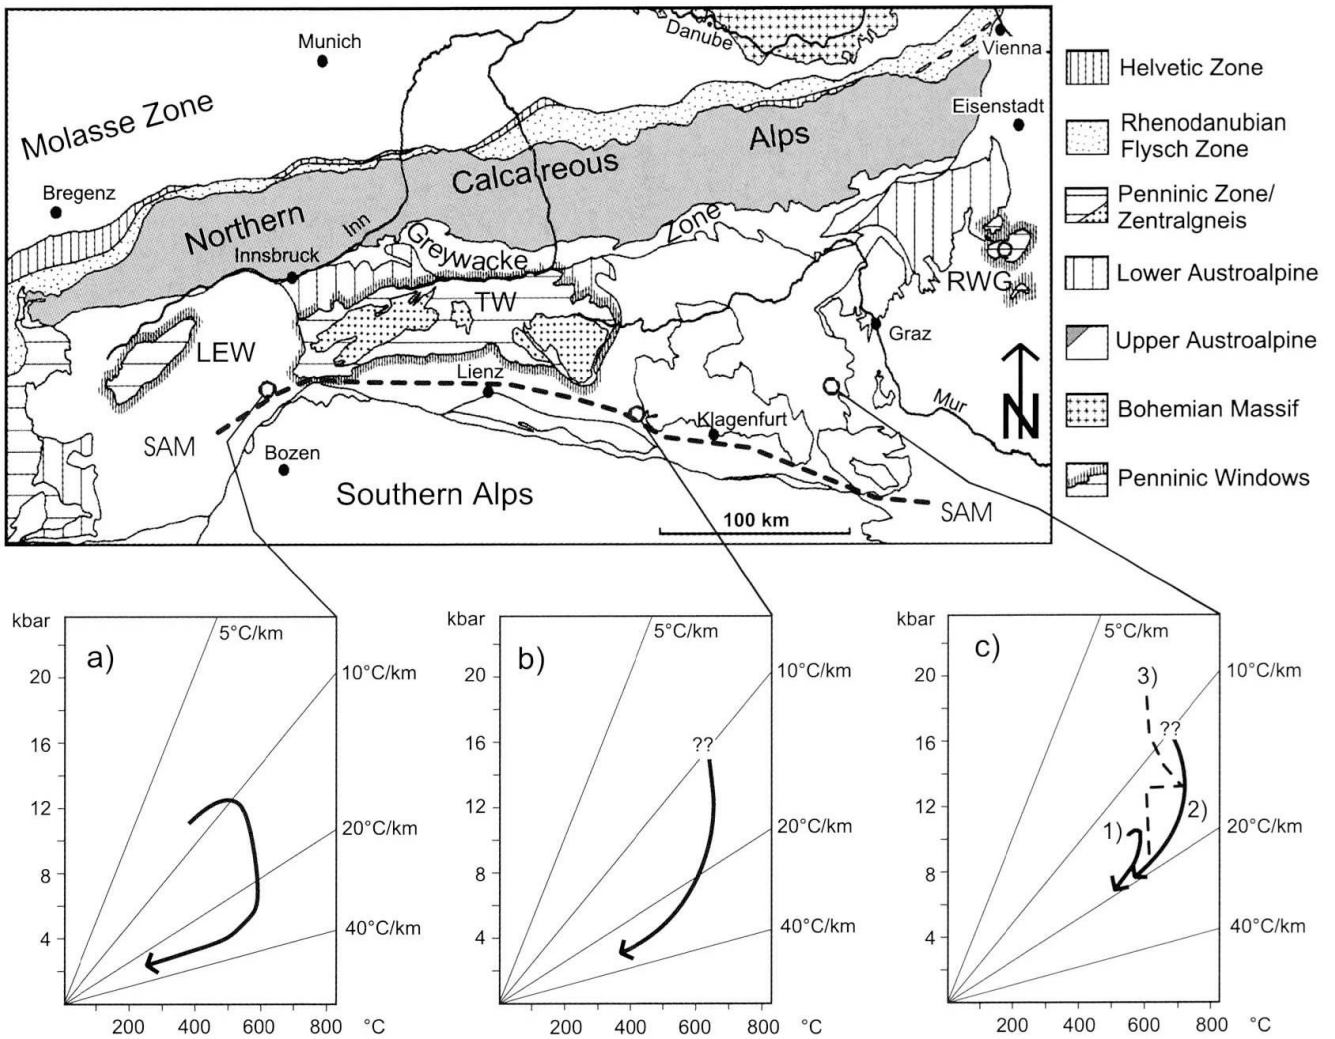 Munich
Danube
Vienna
Molasse Zone
Eisenstadt
Bregenz
Northern
Calcareous
Alps
Inn
Innsbruck
Greywacke
Zone
TW
RWG
LEW
Graz
Lienz
Mur
N
SAM
Klagenfurt
Bozen
Southern Alps
100 km
SAM
Helvetic Zone
Rhenodanubian
Flysch Zone
Penninic Zone/
Zentralgneis
Lower Austroalpine
Upper Austroalpine
Bohemian Massif
Penninic Windows
kbar
a)
5°C/km
10°C/km
20
16
12
20°C/km
8
40°C/km
4
200 400 600 800 °C
kbar
b)
5°C/km
10°C/km
20
16
??
12
20°C/km
8
40°C/km
4
200 400 600 800 °C
kbar
c)
5°C/km
10°C/km
20
3)
16
??
12
1)
2)
20°C/km
8
40°C/km
4
200 400 600 800 °C